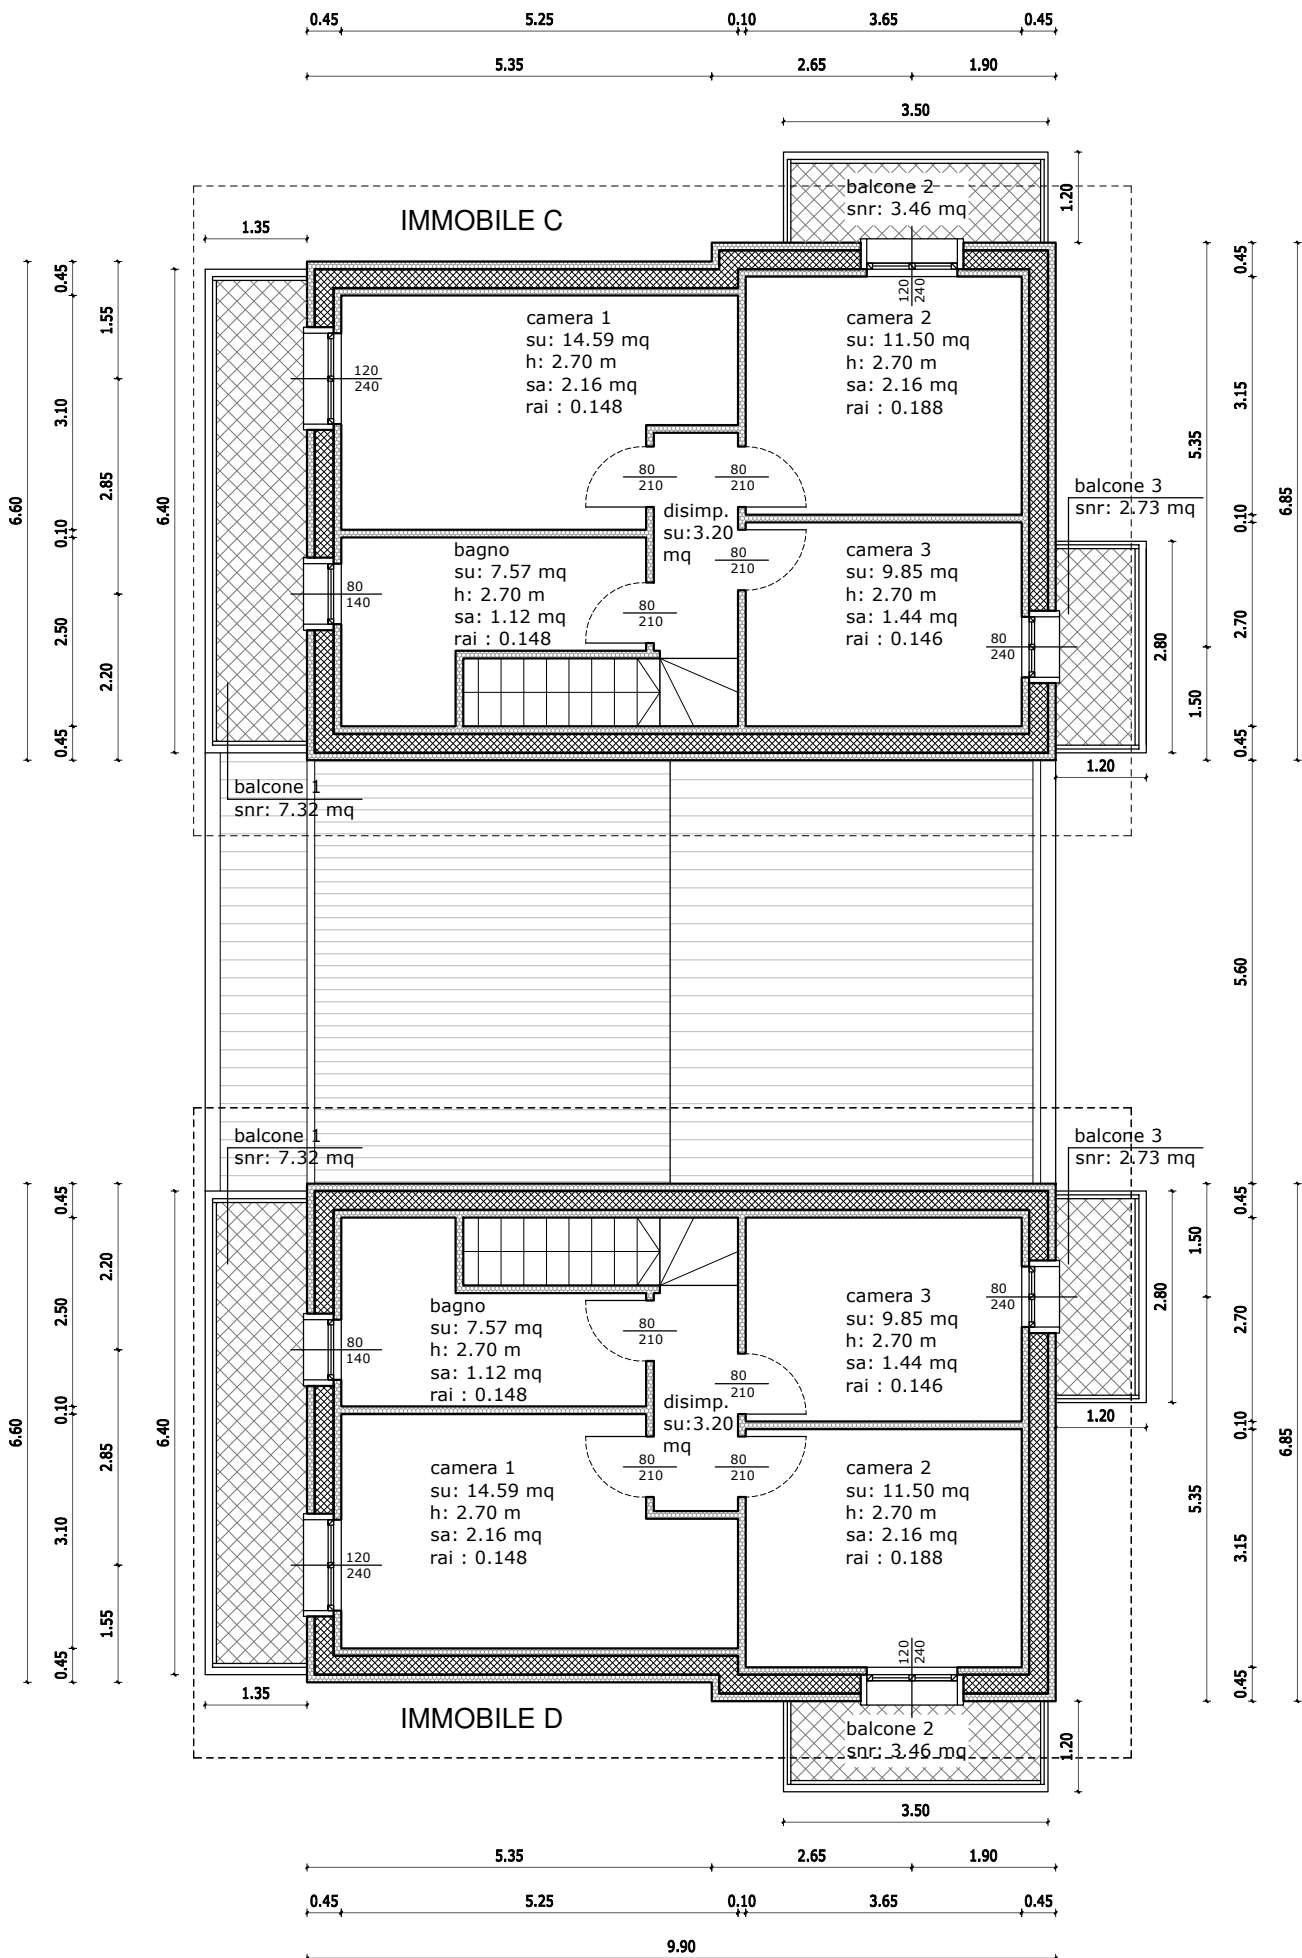 0.45 5.25 0.10 3.65 0.45
5.35 2.65 1.90
3.50
balcone 2
snr: 3.46 mq
1.20
IMMOBILE C
1.35
0.45
1.55
3.10
2.85
6.60
0.10
6.40
2.50
2.20
0.45
camera 1
su: 14.59 mq
h: 2.70 m
sa: 2.16 mq
rai : 0.148
120
240
120
240
camera 2
su: 11.50 mq
h: 2.70 m
sa: 2.16 mq
rai : 0.188
80
210
80
210
disimp.
su:3.20
mq
bagno
su: 7.57 mq
h: 2.70 m
sa: 1.12 mq
rai : 0.148
80
140
80
210
80
210
camera 3
su: 9.85 mq
h: 2.70 m
sa: 1.44 mq
rai : 0.146
80
240
balcone 3
snr: 2.73 mq
0.45
3.15
5.35
0.10
6.85
2.70
2.80
1.50
0.45
1.20
balcone 1
snr: 7.32 mq
5.60
balcone 1
snr: 7.32 mq
balcone 3
snr: 2.73 mq
0.45
2.20
2.50
0.10
6.60
6.40
2.85
3.10
1.55
0.45
1.35
bagno
su: 7.57 mq
h: 2.70 m
sa: 1.12 mq
rai : 0.148
80
140
80
210
80
210
camera 3
su: 9.85 mq
h: 2.70 m
sa: 1.44 mq
rai : 0.146
80
240
disimp.
su:3.20
mq
80
210
80
210
camera 1
su: 14.59 mq
h: 2.70 m
sa: 2.16 mq
rai : 0.148
120
240
camera 2
su: 11.50 mq
h: 2.70 m
sa: 2.16 mq
rai : 0.188
120
240
0.45
1.50
2.80
2.70
1.20
0.10
6.85
5.35
3.15
0.45
IMMOBILE D
balcone 2
snr: 3.46 mq
1.20
3.50
5.35 2.65 1.90
0.45 5.25 0.10 3.65 0.45
9.90